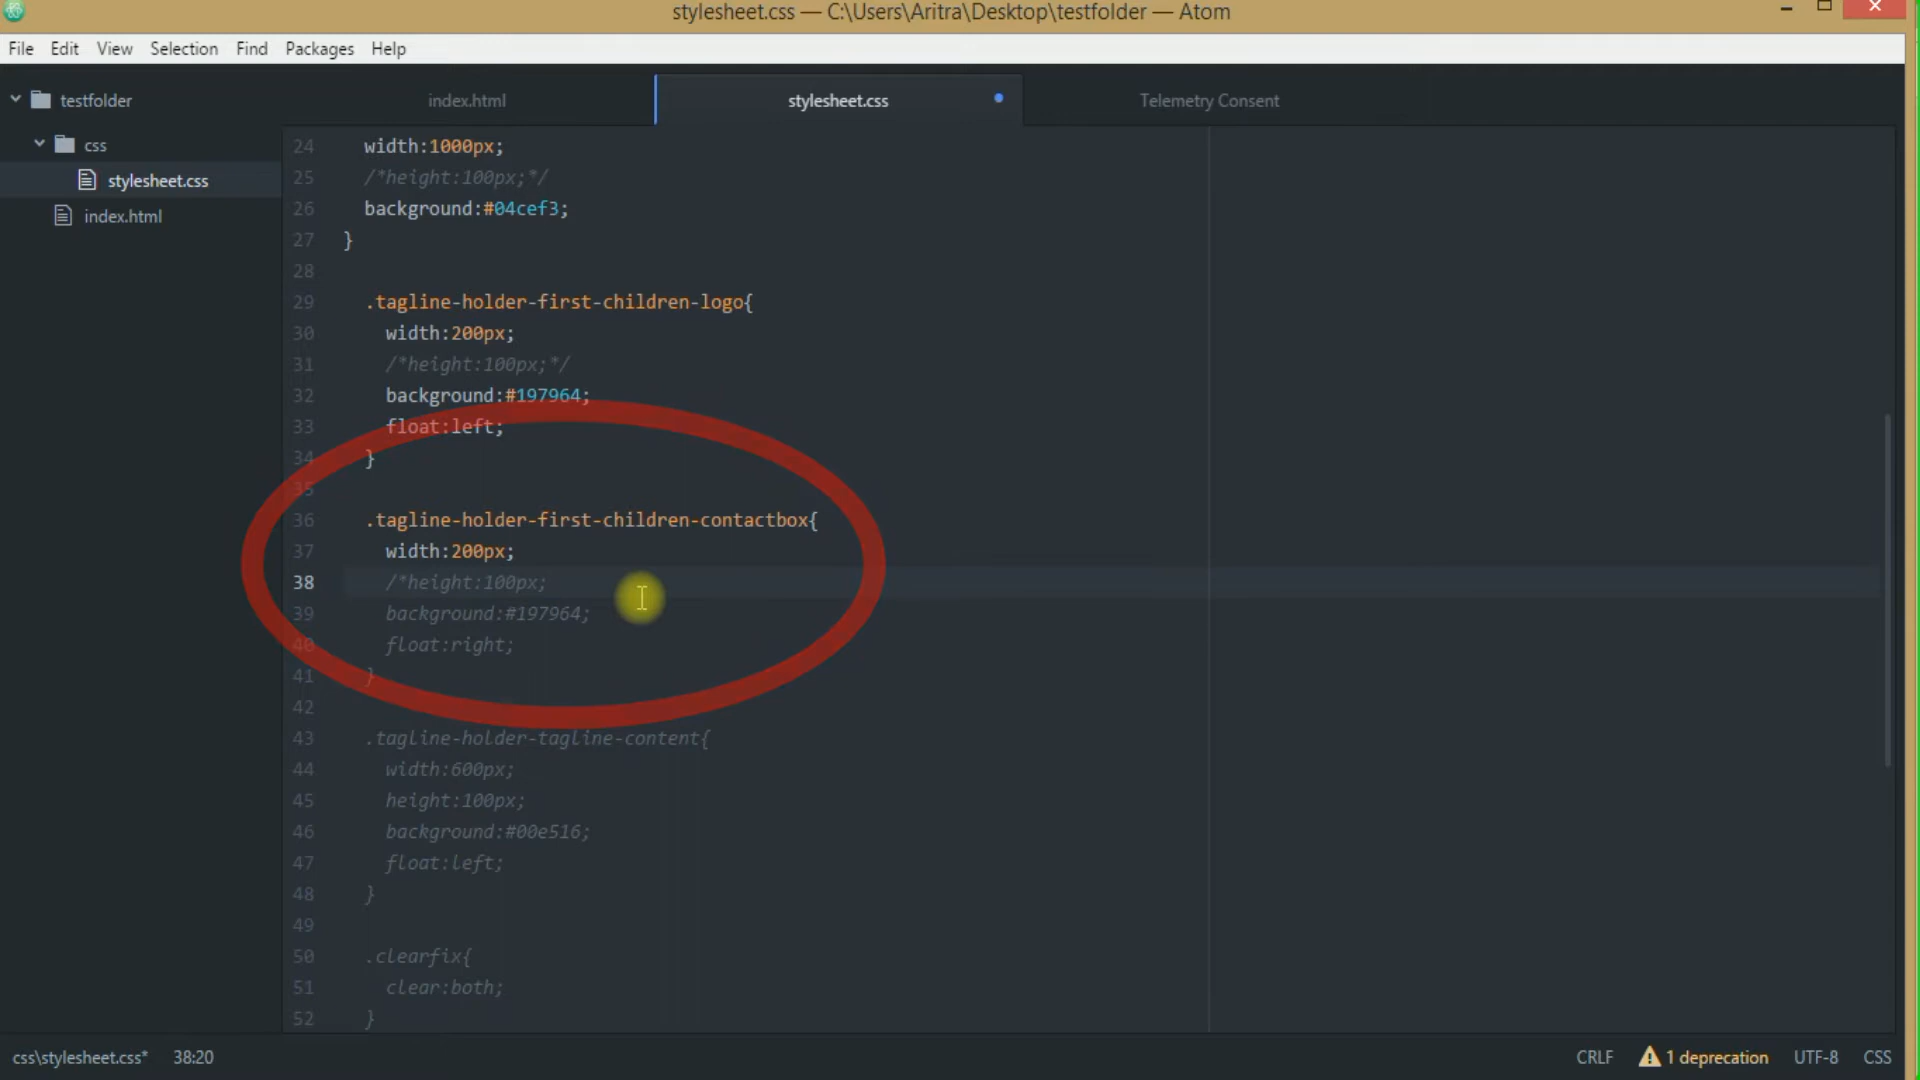 stylesheet.css — C:\Users\Aritra\Desktop\testfolder — Atom
File Edit View Selection Find Packages Help
testfolder
css
stylesheet.css
index.html
index.html stylesheet.css Telemetry Consent
24 width:1000px;
25 /*height:100px;*/
26 background:#04cef3;
27 }
28
29 .tagline-holder-first-children-logo{
30 width:200px;
31 /*height:100px;*/
32 background:#197964;
33 float:left;
34 }
35
36 .tagline-holder-first-children-contactbox{
37 width:200px;
38 /*height:100px;
39 background:#197964;
40 float:right;
41 }
42
43 .tagline-holder-tagline-content{
44 width:600px;
45 height:100px;
46 background:#00e516;
47 float:left;
48 }
49
50 .clearfix{
51 clear:both;
52 }
css\stylesheet.css* 38:20 CRLF 1 deprecation UTF-8 CSS